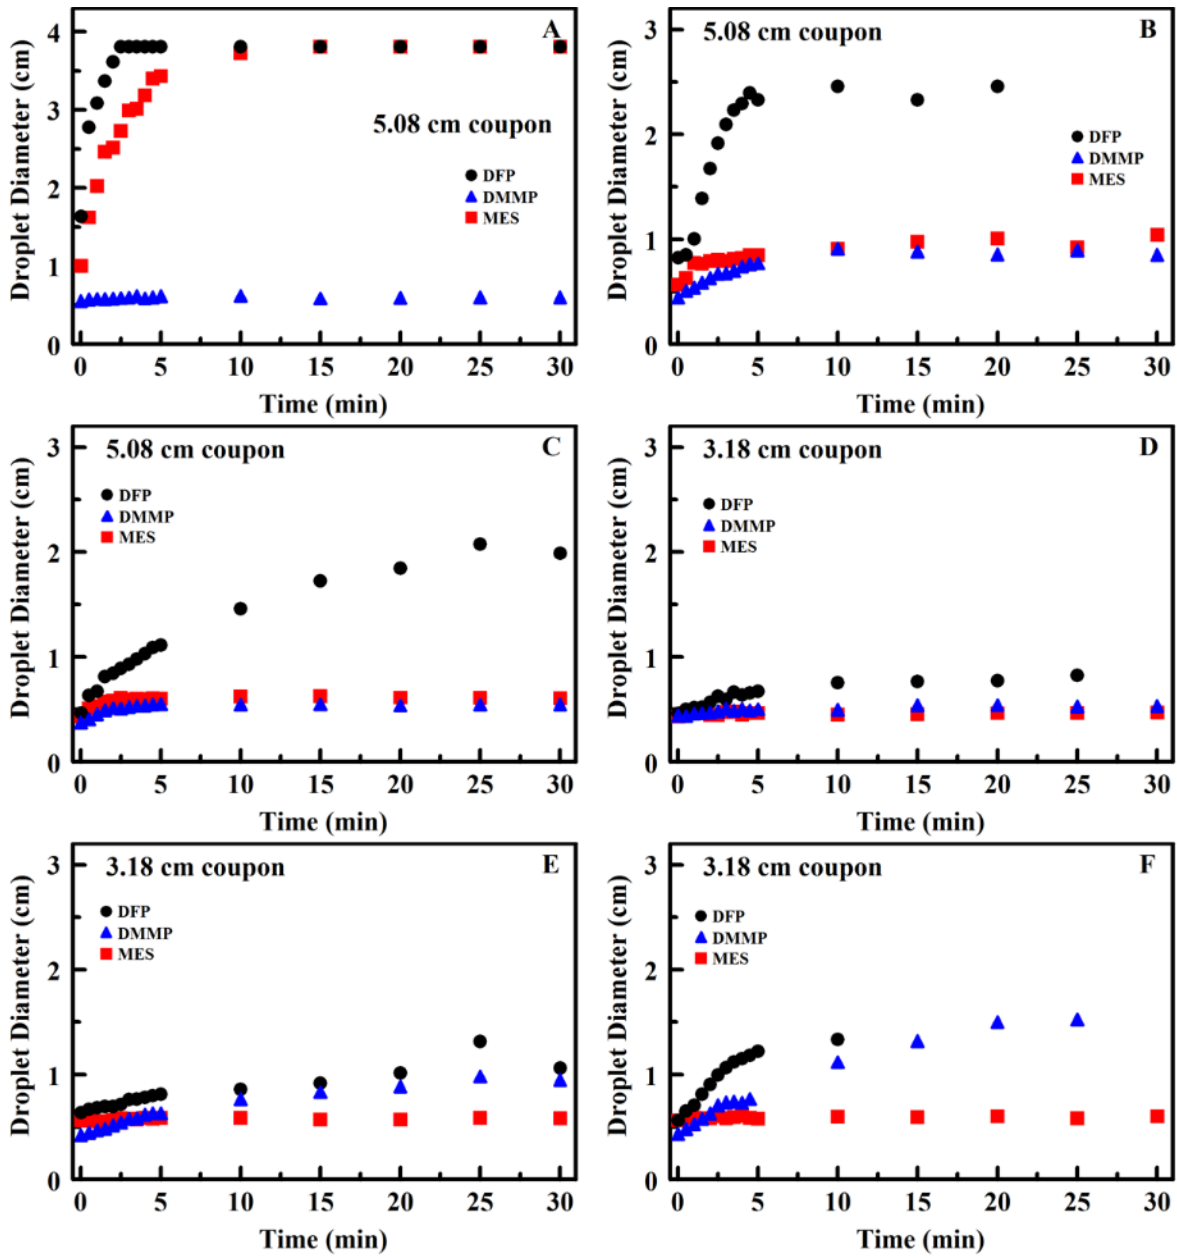 A
4
3
2
1
0
Droplet Diameter (cm)
5.08 cm coupon
DFP
DMMP
MES
0 5 10 15 20 25 30
Time (min)
5.08 cm coupon
B
3
2
1
0
Droplet Diameter (cm)
DFP
DMMP
MES
0 5 10 15 20 25 30
Time (min)
5.08 cm coupon
C
3
2
1
0
Droplet Diameter (cm)
DFP
DMMP
MES
0 5 10 15 20 25 30
Time (min)
3.18 cm coupon
D
3
2
1
0
Droplet Diameter (cm)
DFP
DMMP
MES
0 5 10 15 20 25 30
Time (min)
3.18 cm coupon
E
3
2
1
0
Droplet Diameter (cm)
DFP
DMMP
MES
0 5 10 15 20 25 30
Time (min)
3.18 cm coupon
F
3
2
1
0
Droplet Diameter (cm)
DFP
DMMP
MES
0 5 10 15 20 25 30
Time (min)